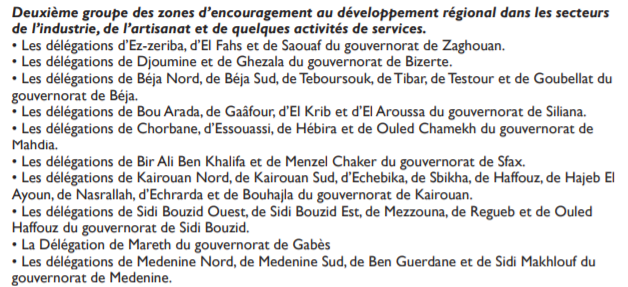 Deuxième groupe des zones d'encouragement au développement régional dans les secteurs
de l'industrie, de l'artisanat et de quelques activités de services.
• Les délégations d'Ez-zeriba, d'El Fahs et de Saouaf du gouvernorat de Zaghouan.
• Les délégations de Djoumine et de Ghezala du gouvernorat de Bizerte.
• Les délégations de Béja Nord, de Béja Sud, de Teboursouk, de Tibar, de Testour et de Goubellat du
gouvernorat de Béja.
• Les délégations de Bou Arada, de Gaâfour, d'El Krib et d'El Aroussa du gouvernorat de Siliana.
• Les délégations de Chorbane, d'Essouassi, de Hébira et de Ouled Chamekh du gouvernorat de
Mahdia.
• Les délégations de Bir Ali Ben Khalifa et de Menzel Chaker du gouvernorat de Sfax.
• Les délégations de Kairouan Nord, de Kairouan Sud, d'Echebika, de Sbikha, de Haffouz, de Hajeb El
Ayoun, de Nasrallah, d'Echrarda et de Bouhajla du gouvernorat de Kairouan.
• Les délégations de Sidi Bouzid Ouest, de Sidi Bouzid Est, de Mezzouna, de Regueb et de Ouled
Haffouz du gouvernorat de Sidi Bouzid.
• La Délégation de Mareth du gouvernorat de Gabès
• Les délégations de Medenine Nord, de Medenine Sud, de Ben Guerdane et de Sidi Makhlouf du
gouvernorat de Medenine.